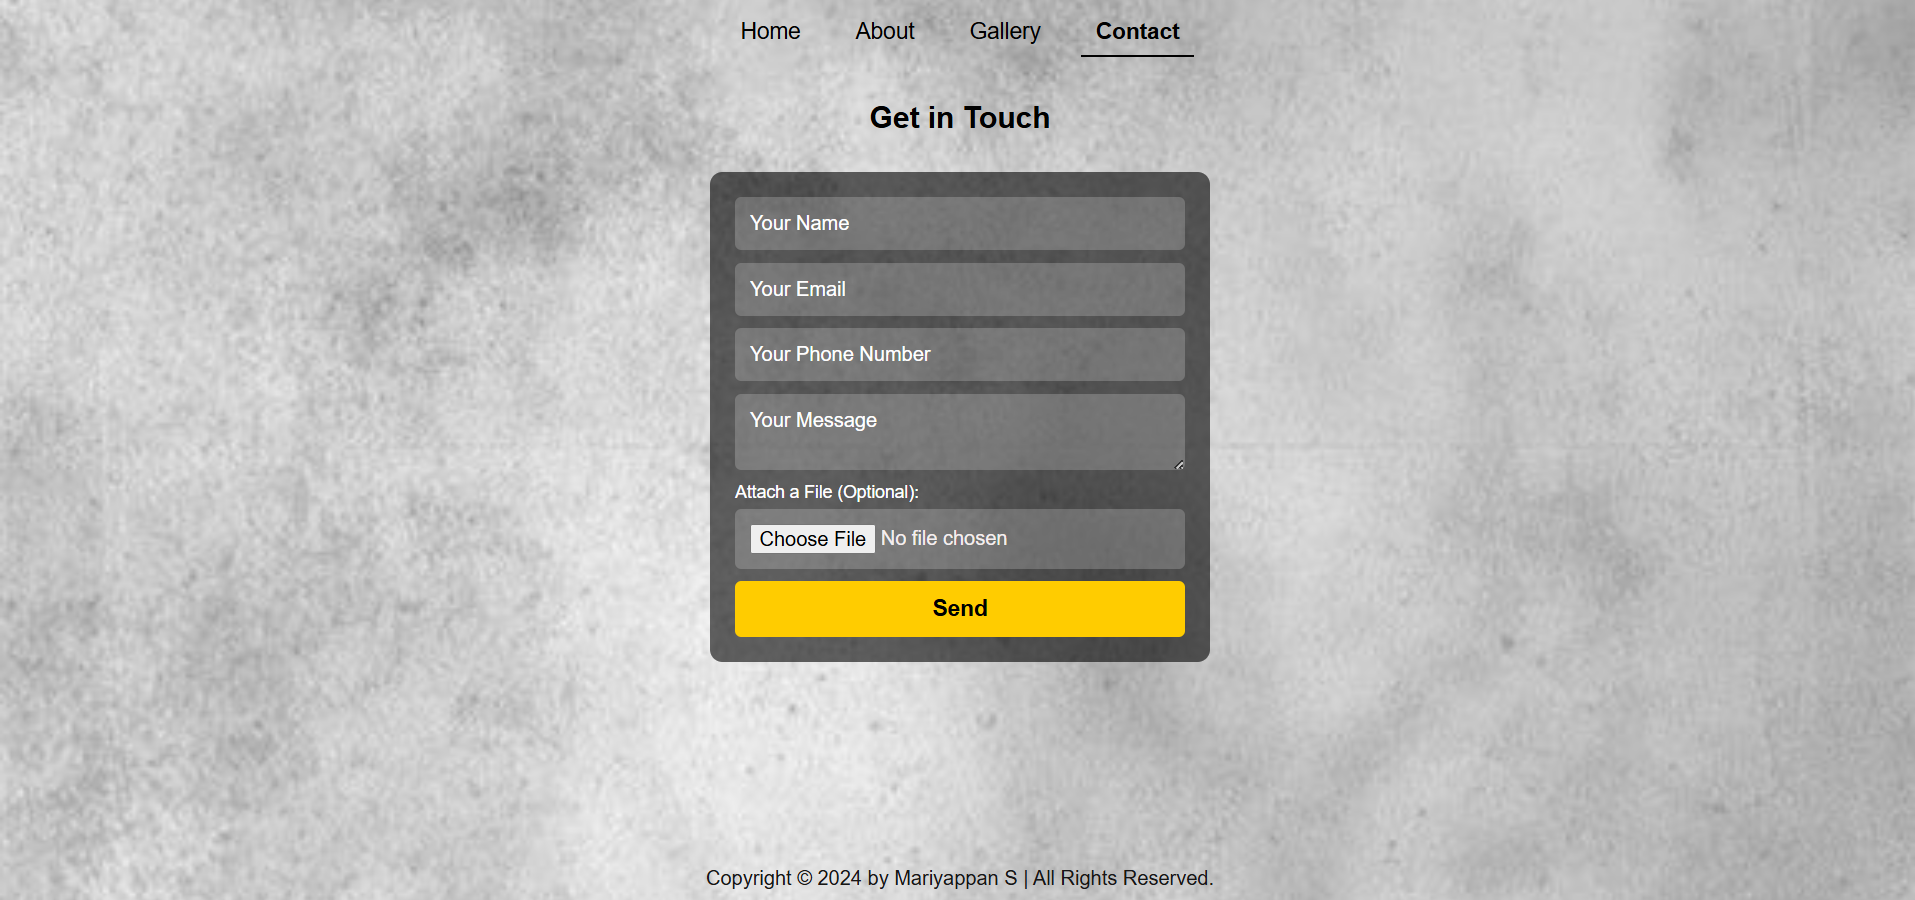 Home About Gallery Contact
Get in Touch
Your Name
Your Email
Your Phone Number
Your Message
Attach a File (Optional):
Choose File No file chosen
Send
Copyright © 2024 by Mariyappan S | All Rights Reserved.